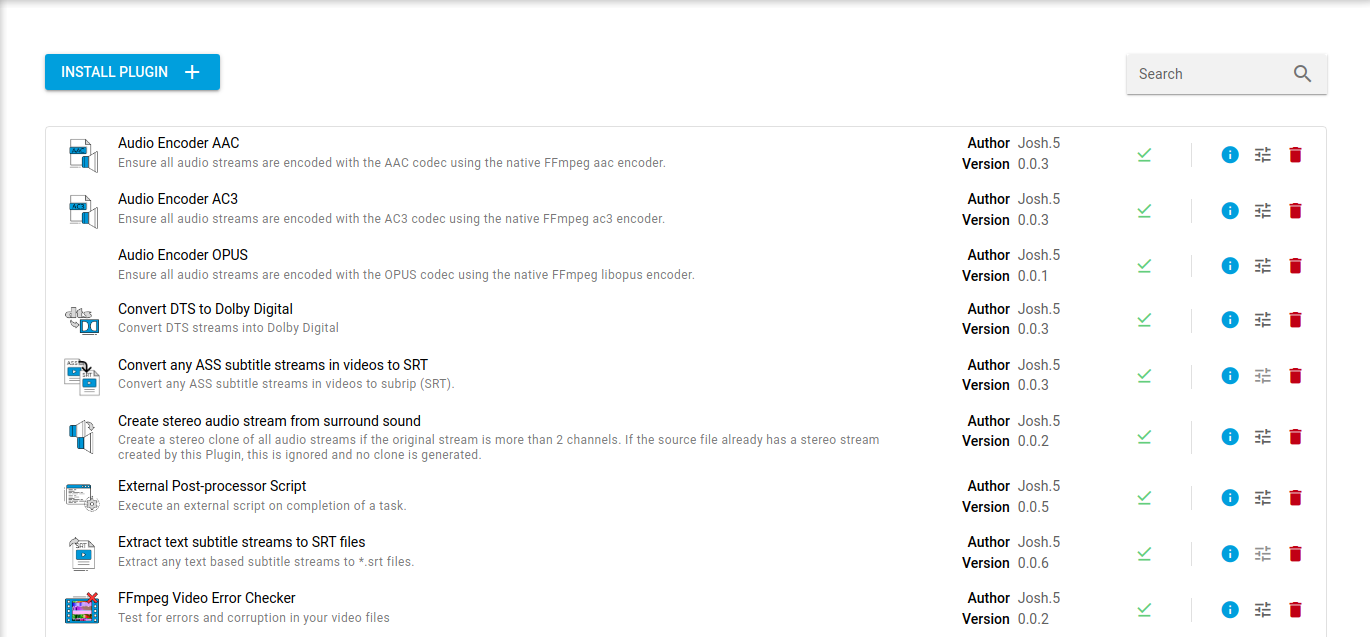 INSTALL PLUGIN
Search
AAC
Audio Encoder AAC
Ensure all audio streams are encoded with the AAC codec using the native FFmpeg aac encoder.
Author Josh.5
Version 0.0.3
AC3
Audio Encoder AC3
Ensure all audio streams are encoded with the AC3 codec using the native FFmpeg ac3 encoder.
Author Josh.5
Version 0.0.3
Audio Encoder OPUS
Ensure all audio streams are encoded with the OPUS codec using the native FFmpeg libopus encoder.
Author Josh.5
Version 0.0.1
dts
Convert DTS to Dolby Digital
Convert DTS streams into Dolby Digital
Author Josh.5
Version 0.0.3
ASS
SRT
Convert any ASS subtitle streams in videos to SRT
Convert any ASS subtitle streams in videos to subrip (SRT).
Author Josh.5
Version 0.0.3
Create stereo audio stream from surround sound
Create a stereo clone of all audio streams if the original stream is more than 2 channels. If the source file already has a stereo stream
created by this Plugin, this is ignored and no clone is generated.
Author Josh.5
Version 0.0.2
External Post-processor Script
Execute an external script on completion of a task.
Author Josh.5
Version 0.0.5
SRT
Extract text subtitle streams to SRT files
Extract any text based subtitle streams to *.srt files.
Author Josh.5
Version 0.0.6
FFmpeg Video Error Checker
Test for errors and corruption in your video files
Author Josh.5
Version 0.0.2